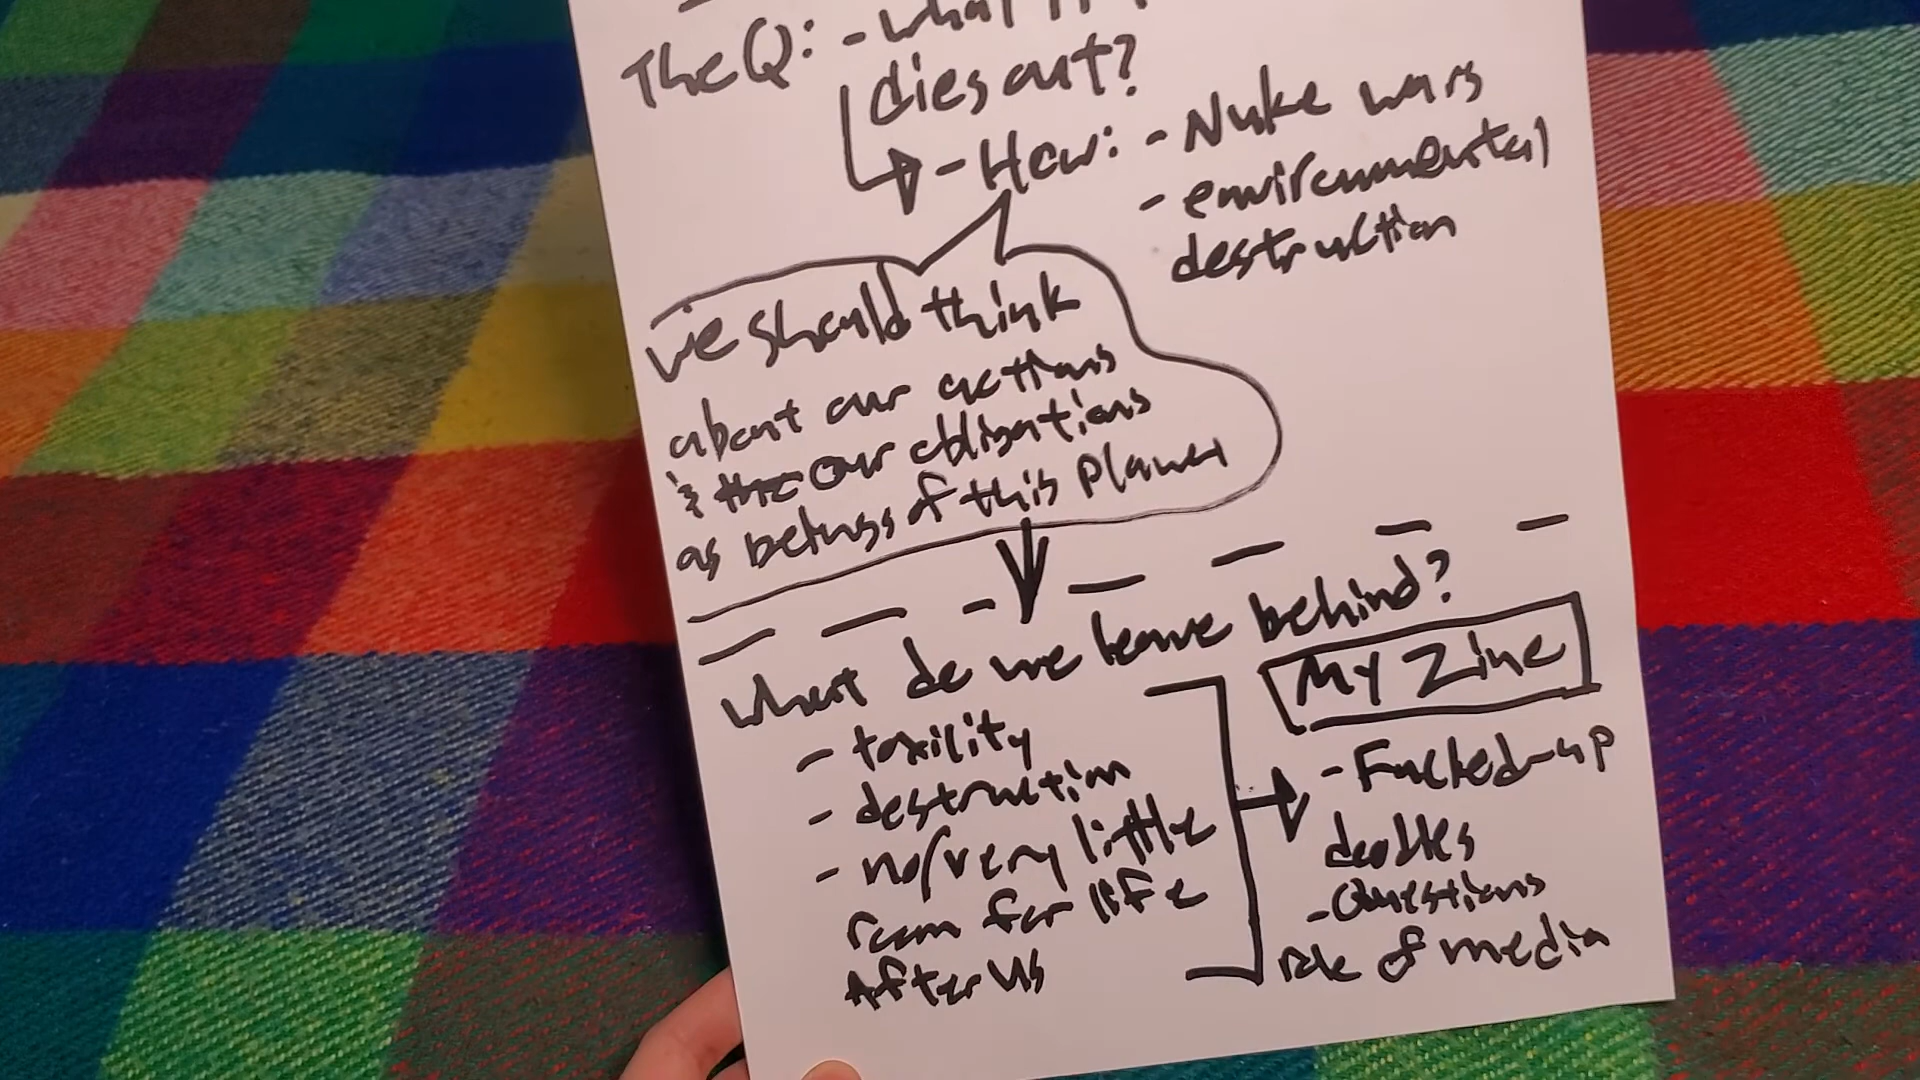 The Q: - what
dies out?
- How: - Nuke wars
- environmental
destruction
we should think
about our actions
& the our obligations
as beings of this Planet
what do we leave behind?
- toxicity
- destruction
- no/very little
room for life
After us
My Zine
- Fucked-up
doodles
- Questions
role of media